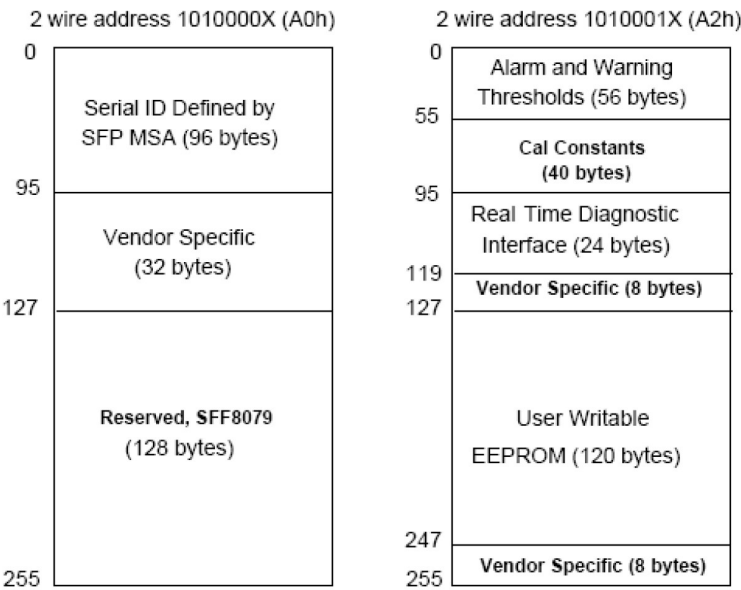 2 wire address 1010000X (A0h)
0
Serial ID Defined by
SFP MSA (96 bytes)
95
Vendor Specific
(32 bytes)
127
Reserved, SFF8079
(128 bytes)
255
2 wire address 1010001X (A2h)
0
Alarm and Warning
Thresholds (56 bytes)
55
Cal Constants
(40 bytes)
95
Real Time Diagnostic
Interface (24 bytes)
119
Vendor Specific (8 bytes)
127
User Writable
EEPROM (120 bytes)
247
Vendor Specific (8 bytes)
255